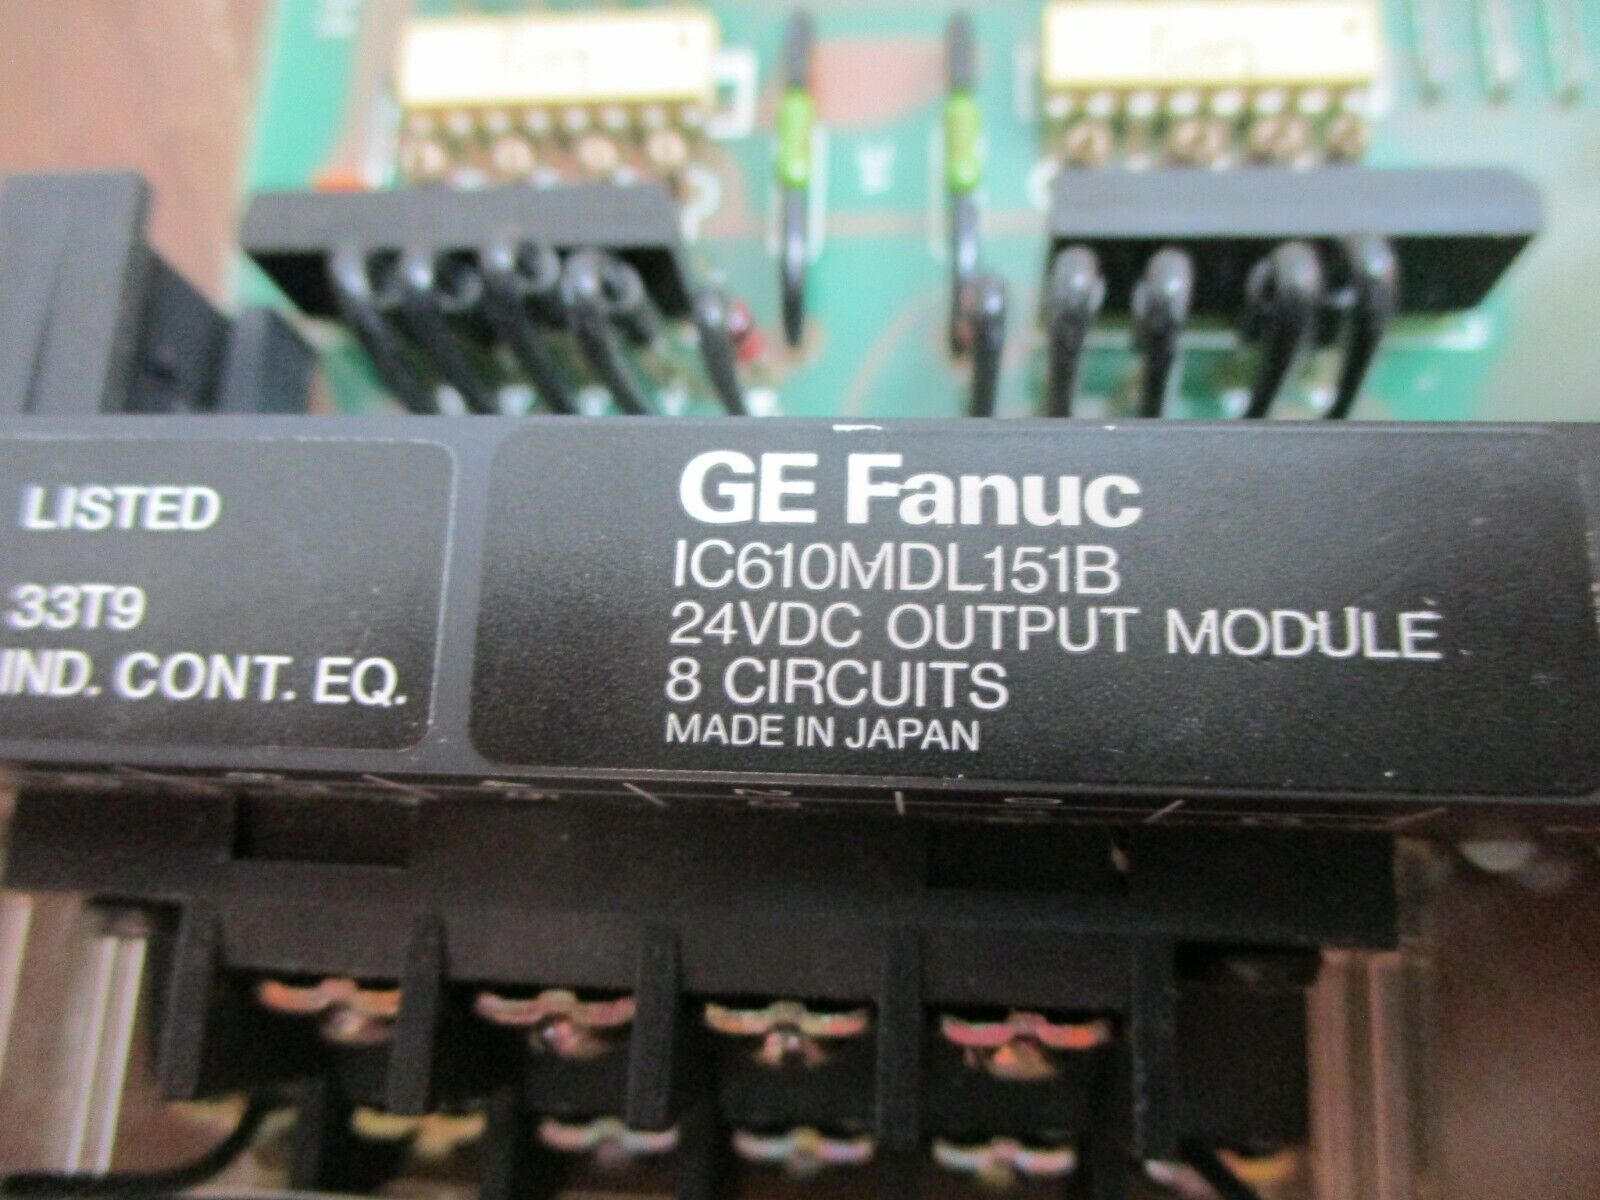 LISTED
33T9
IND. CONT. EQ.
GE Fanuc
IC610MDL151B
24VDC OUTPUT MODULE
8 CIRCUITS
MADE IN JAPAN